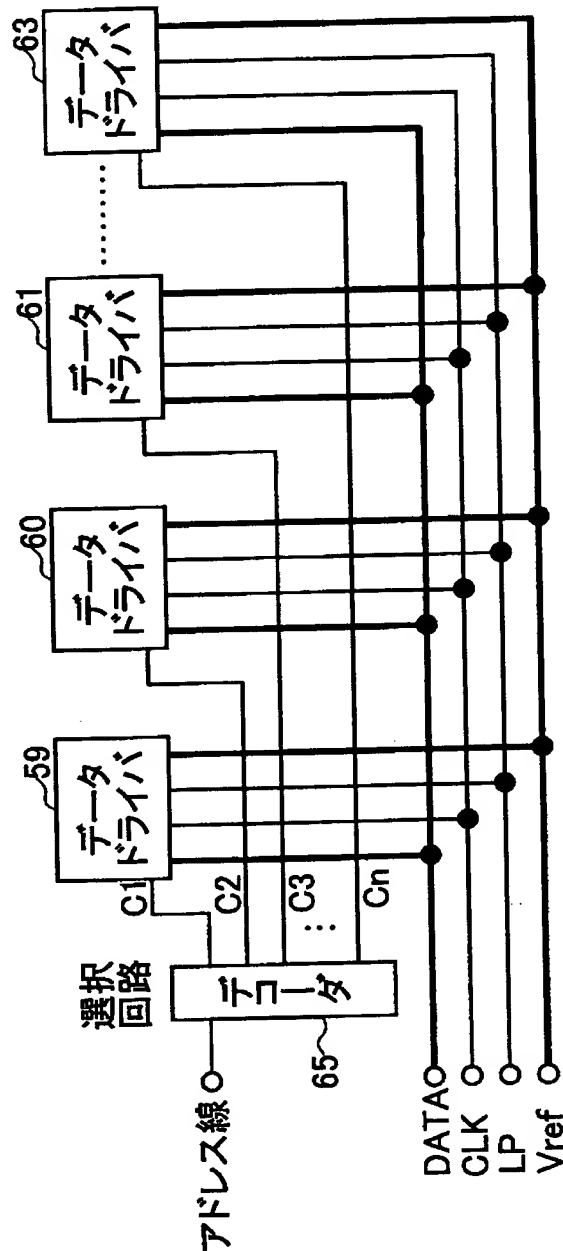 選択
回路
アドレス線
デコーダ
65
C1
C2
C3
⋮
Cn
59
データ
ドライバ
60
データ
ドライバ
61
データ
ドライバ
........
63
データ
ドライバ
DATA
CLK
LP
Vref